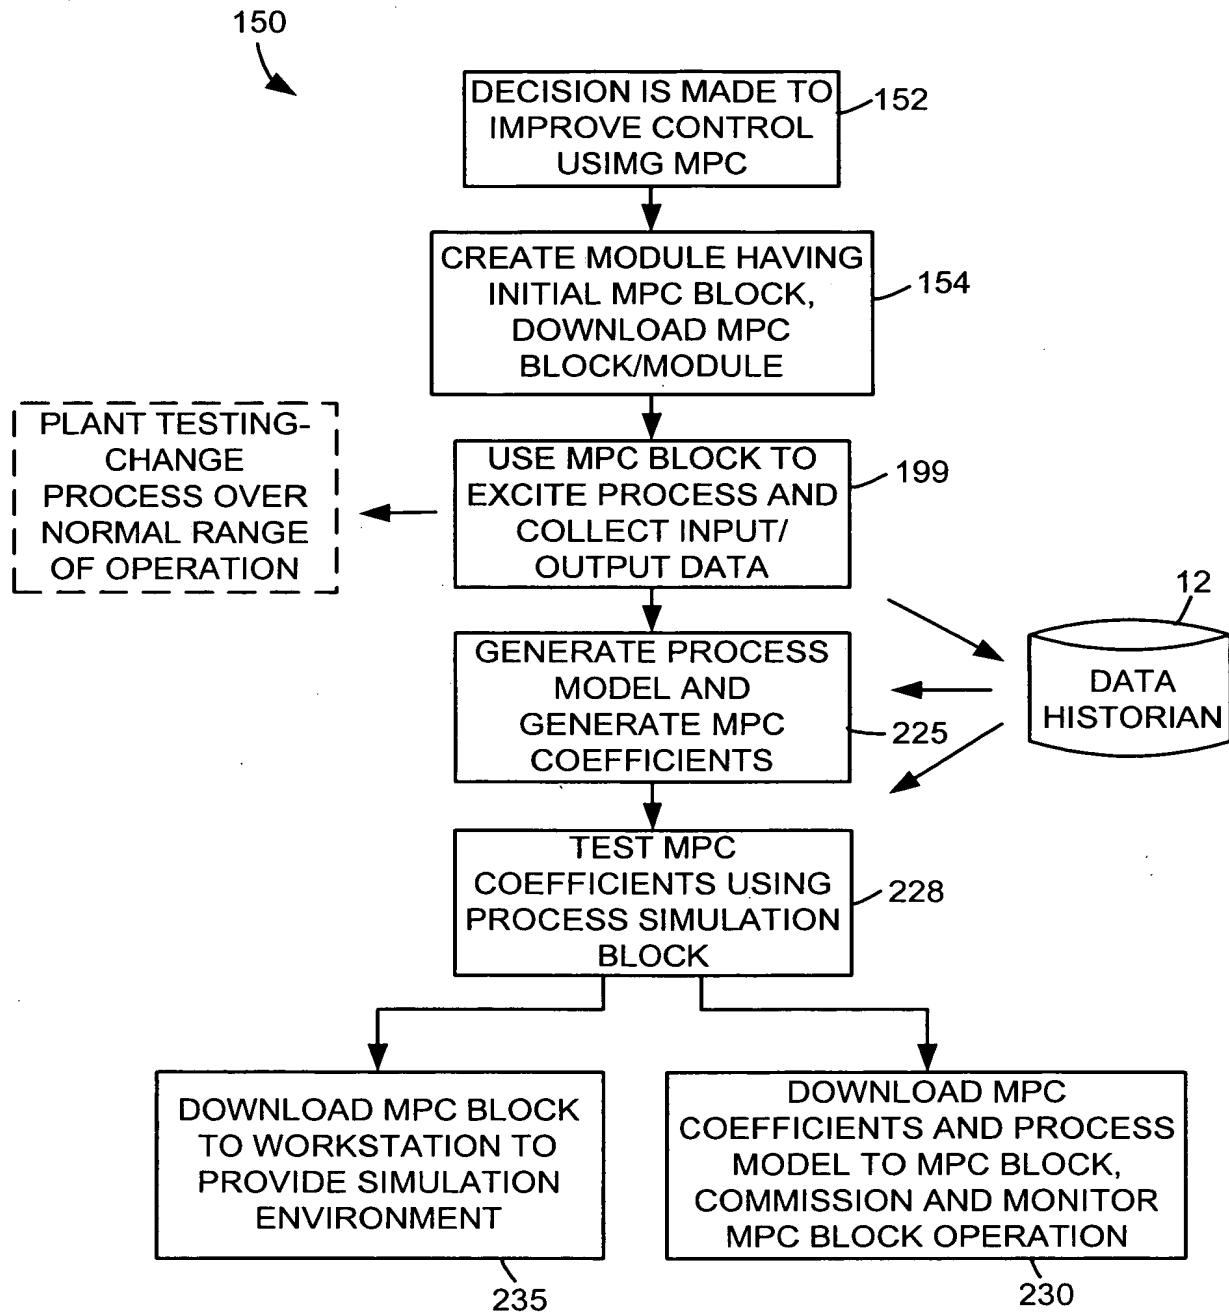 150
DECISION IS MADE TO
IMPROVE CONTROL
USIMG MPC
152
CREATE MODULE HAVING
INITIAL MPC BLOCK,
DOWNLOAD MPC
BLOCK/MODULE
154
PLANT TESTING-
CHANGE
PROCESS OVER
NORMAL RANGE
OF OPERATION
USE MPC BLOCK TO
EXCITE PROCESS AND
COLLECT INPUT/
OUTPUT DATA
199
12
DATA
HISTORIAN
GENERATE PROCESS
MODEL AND
GENERATE MPC
COEFFICIENTS
225
TEST MPC
COEFFICIENTS USING
PROCESS SIMULATION
BLOCK
228
DOWNLOAD MPC BLOCK
TO WORKSTATION TO
PROVIDE SIMULATION
ENVIRONMENT
235
DOWNLOAD MPC
COEFFICIENTS AND PROCESS
MODEL TO MPC BLOCK,
COMMISSION AND MONITOR
MPC BLOCK OPERATION
230